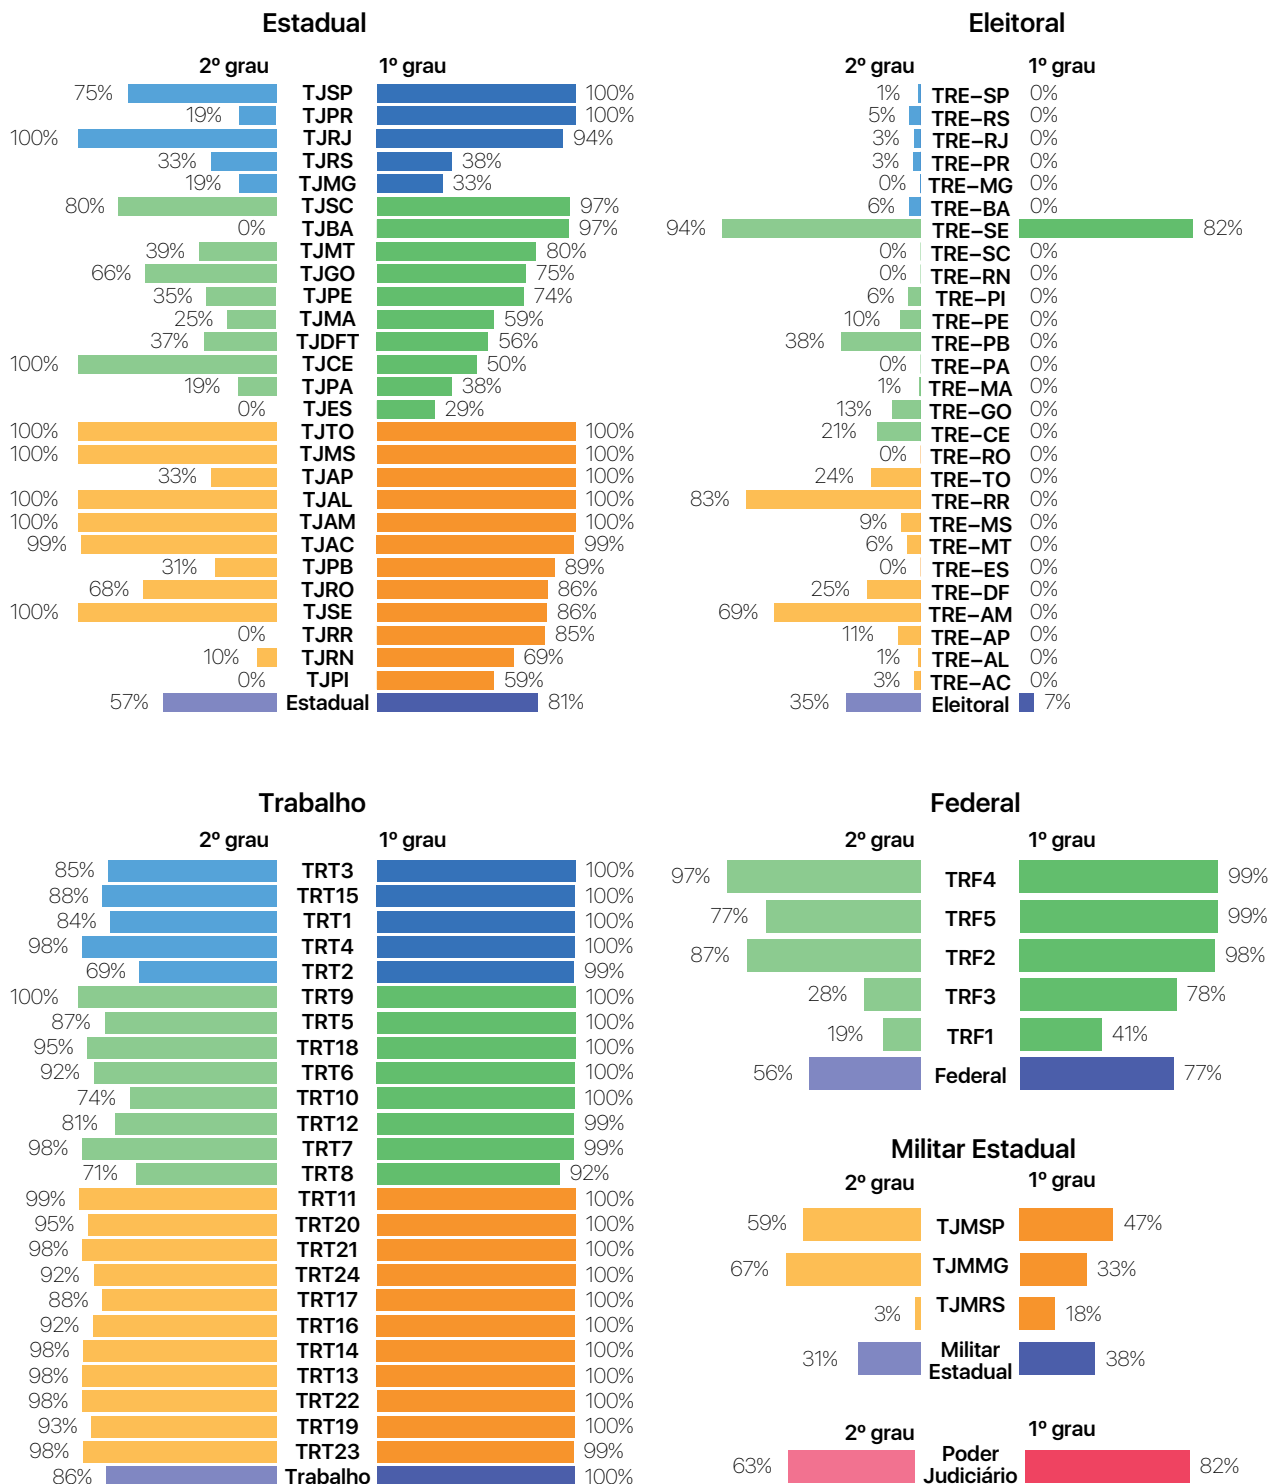 Estadual
2º grau 1º grau
75% TJSP 100%
19% TJPR 100%
100% TJRJ 94%
33% TJRS 38%
19% TJMG 33%
80% TJSC 97%
0% TJBA 97%
39% TJMT 80%
66% TJGO 75%
35% TJPE 74%
25% TJMA 59%
37% TJDFT 56%
100% TJCE 50%
19% TJPA 38%
0% TJES 29%
100% TJTO 100%
100% TJMS 100%
33% TJAP 100%
100% TJAL 100%
100% TJAM 100%
99% TJAC 99%
31% TJPB 89%
68% TJRO 86%
100% TJSE 86%
0% TJRR 85%
10% TJRN 69%
0% TJPI 59%
57% Estadual 81%
Eleitoral
2º grau 1º grau
1% TRE–SP 0%
5% TRE–RS 0%
3% TRE–RJ 0%
3% TRE–PR 0%
0% TRE–MG 0%
6% TRE–BA 0%
94% TRE–SE 82%
0% TRE–SC 0%
0% TRE–RN 0%
6% TRE–PI 0%
10% TRE–PE 0%
38% TRE–PB 0%
0% TRE–PA 0%
1% TRE–MA 0%
13% TRE–GO 0%
21% TRE–CE 0%
0% TRE–RO 0%
24% TRE–TO 0%
83% TRE–RR 0%
9% TRE–MS 0%
6% TRE–MT 0%
0% TRE–ES 0%
25% TRE–DF 0%
69% TRE–AM 0%
11% TRE–AP 0%
1% TRE–AL 0%
3% TRE–AC 0%
35% Eleitoral 7%
Trabalho
2º grau 1º grau
85% TRT3 100%
88% TRT15 100%
84% TRT1 100%
98% TRT4 100%
69% TRT2 99%
100% TRT9 100%
87% TRT5 100%
95% TRT18 100%
92% TRT6 100%
74% TRT10 100%
81% TRT12 99%
98% TRT7 99%
71% TRT8 92%
99% TRT11 100%
95% TRT20 100%
98% TRT21 100%
92% TRT24 100%
88% TRT17 100%
92% TRT16 100%
98% TRT14 100%
98% TRT13 100%
98% TRT22 100%
93% TRT19 100%
98% TRT23 99%
86% Trabalho 100%
Federal
2º grau 1º grau
97% TRF4 99%
77% TRF5 99%
87% TRF2 98%
28% TRF3 78%
19% TRF1 41%
56% Federal 77%
Militar Estadual
2º grau 1º grau
59% TJMSP 47%
67% TJMMG 33%
3% TJMRS 18%
31% Militar Estadual 38%
2º grau 1º grau
63% Poder Judiciário 82%